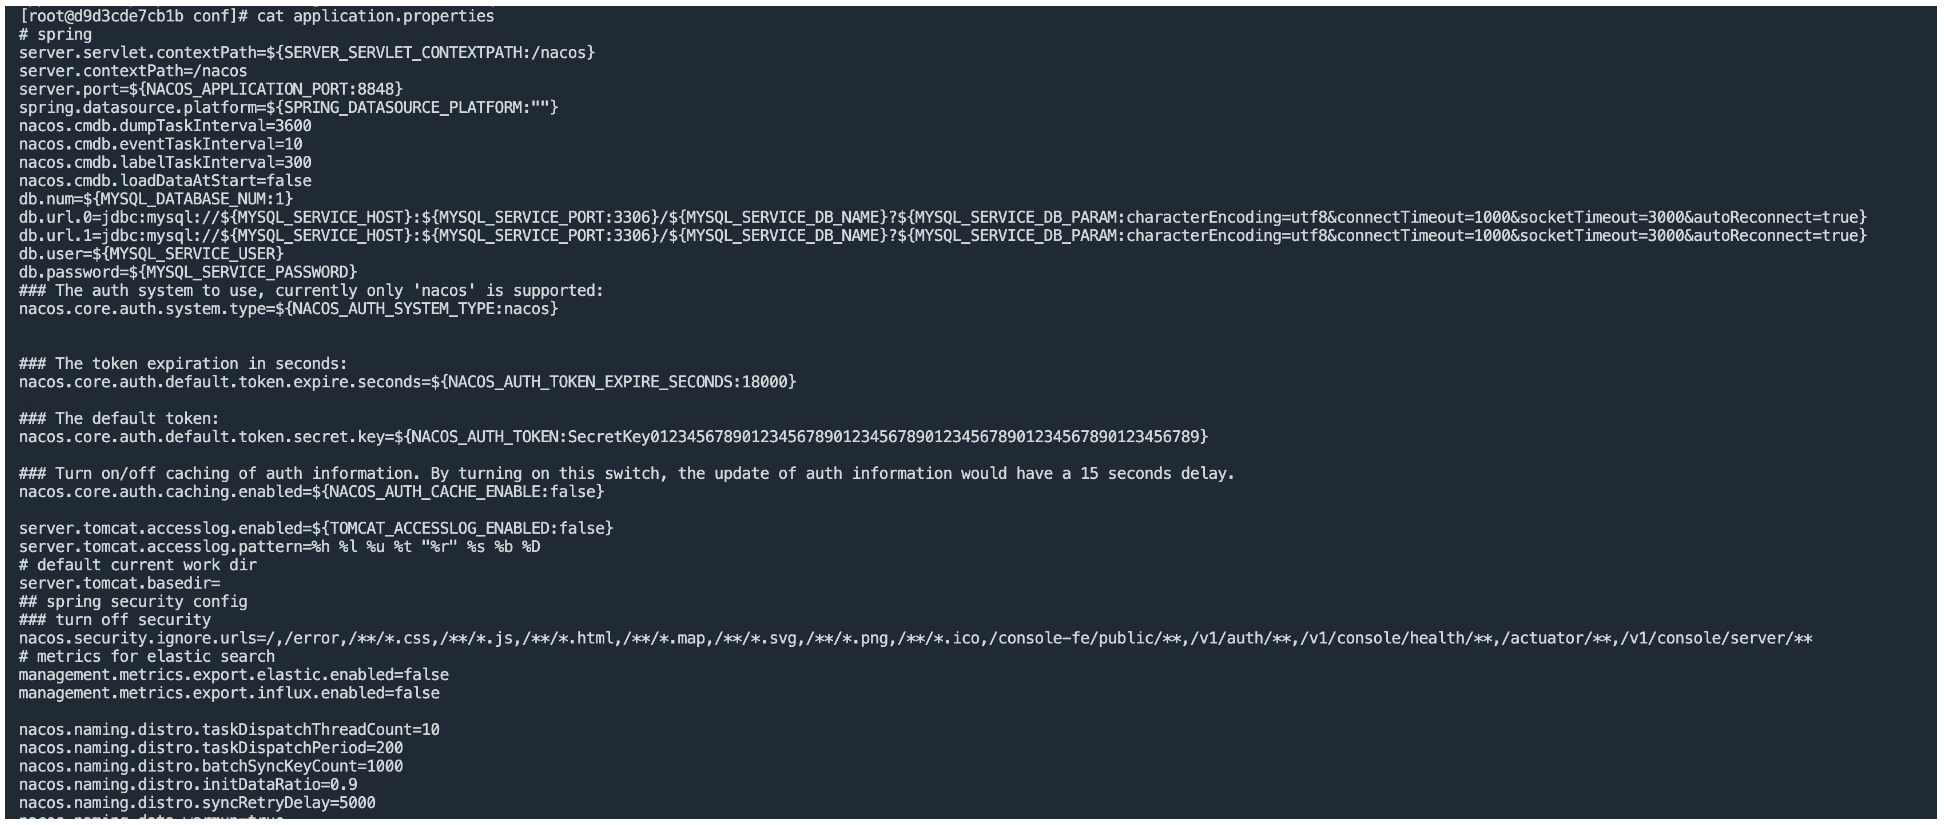 [root@d9d3cde7cb1b conf]# cat application.properties
# spring
server.servlet.contextPath=${SERVER_SERVLET_CONTEXTPATH:/nacos}
server.contextPath=/nacos
server.port=${NACOS_APPLICATION_PORT:8848}
spring.datasource.platform=${SPRING_DATASOURCE_PLATFORM:""}
nacos.cmdb.dumpTaskInterval=3600
nacos.cmdb.eventTaskInterval=10
nacos.cmdb.labelTaskInterval=300
nacos.cmdb.loadDataAtStart=false
db.num=${MYSQL_DATABASE_NUM:1}
db.url.0=jdbc:mysql://${MYSQL_SERVICE_HOST}:${MYSQL_SERVICE_PORT:3306}/${MYSQL_SERVICE_DB_NAME}?${MYSQL_SERVICE_DB_PARAM:characterEncoding=utf8&connectTimeout=1000&socketTimeout=3000&autoReconnect=true}
db.url.1=jdbc:mysql://${MYSQL_SERVICE_HOST}:${MYSQL_SERVICE_PORT:3306}/${MYSQL_SERVICE_DB_NAME}?${MYSQL_SERVICE_DB_PARAM:characterEncoding=utf8&connectTimeout=1000&socketTimeout=3000&autoReconnect=true}
db.user=${MYSQL_SERVICE_USER}
db.password=${MYSQL_SERVICE_PASSWORD}
### The auth system to use, currently only 'nacos' is supported:
nacos.core.auth.system.type=${NACOS_AUTH_SYSTEM_TYPE:nacos}
### The token expiration in seconds:
nacos.core.auth.default.token.expire.seconds=${NACOS_AUTH_TOKEN_EXPIRE_SECONDS:18000}
### The default token:
nacos.core.auth.default.token.secret.key=${NACOS_AUTH_TOKEN:SecretKey012345678901234567890123456789012345678901234567890123456789}
### Turn on/off caching of auth information. By turning on this switch, the update of auth information would have a 15 seconds delay.
nacos.core.auth.caching.enabled=${NACOS_AUTH_CACHE_ENABLE:false}
server.tomcat.accesslog.enabled=${TOMCAT_ACCESSLOG_ENABLED:false}
server.tomcat.accesslog.pattern=%h %l %u %t "%r" %s %b %D
# default current work dir
server.tomcat.basedir=
## spring security config
### turn off security
nacos.security.ignore.urls=/,/error,/**/*.css,/**/*.js,/**/*.html,/**/*.map,/**/*.svg,/**/*.png,/**/*.ico,/console-fe/public/**,/v1/auth/**,/v1/console/health/**,/actuator/**,/v1/console/server/**
# metrics for elastic search
management.metrics.export.elastic.enabled=false
management.metrics.export.influx.enabled=false
nacos.naming.distro.taskDispatchThreadCount=10
nacos.naming.distro.taskDispatchPeriod=200
nacos.naming.distro.batchSyncKeyCount=1000
nacos.naming.distro.initDataRatio=0.9
nacos.naming.distro.syncRetryDelay=5000